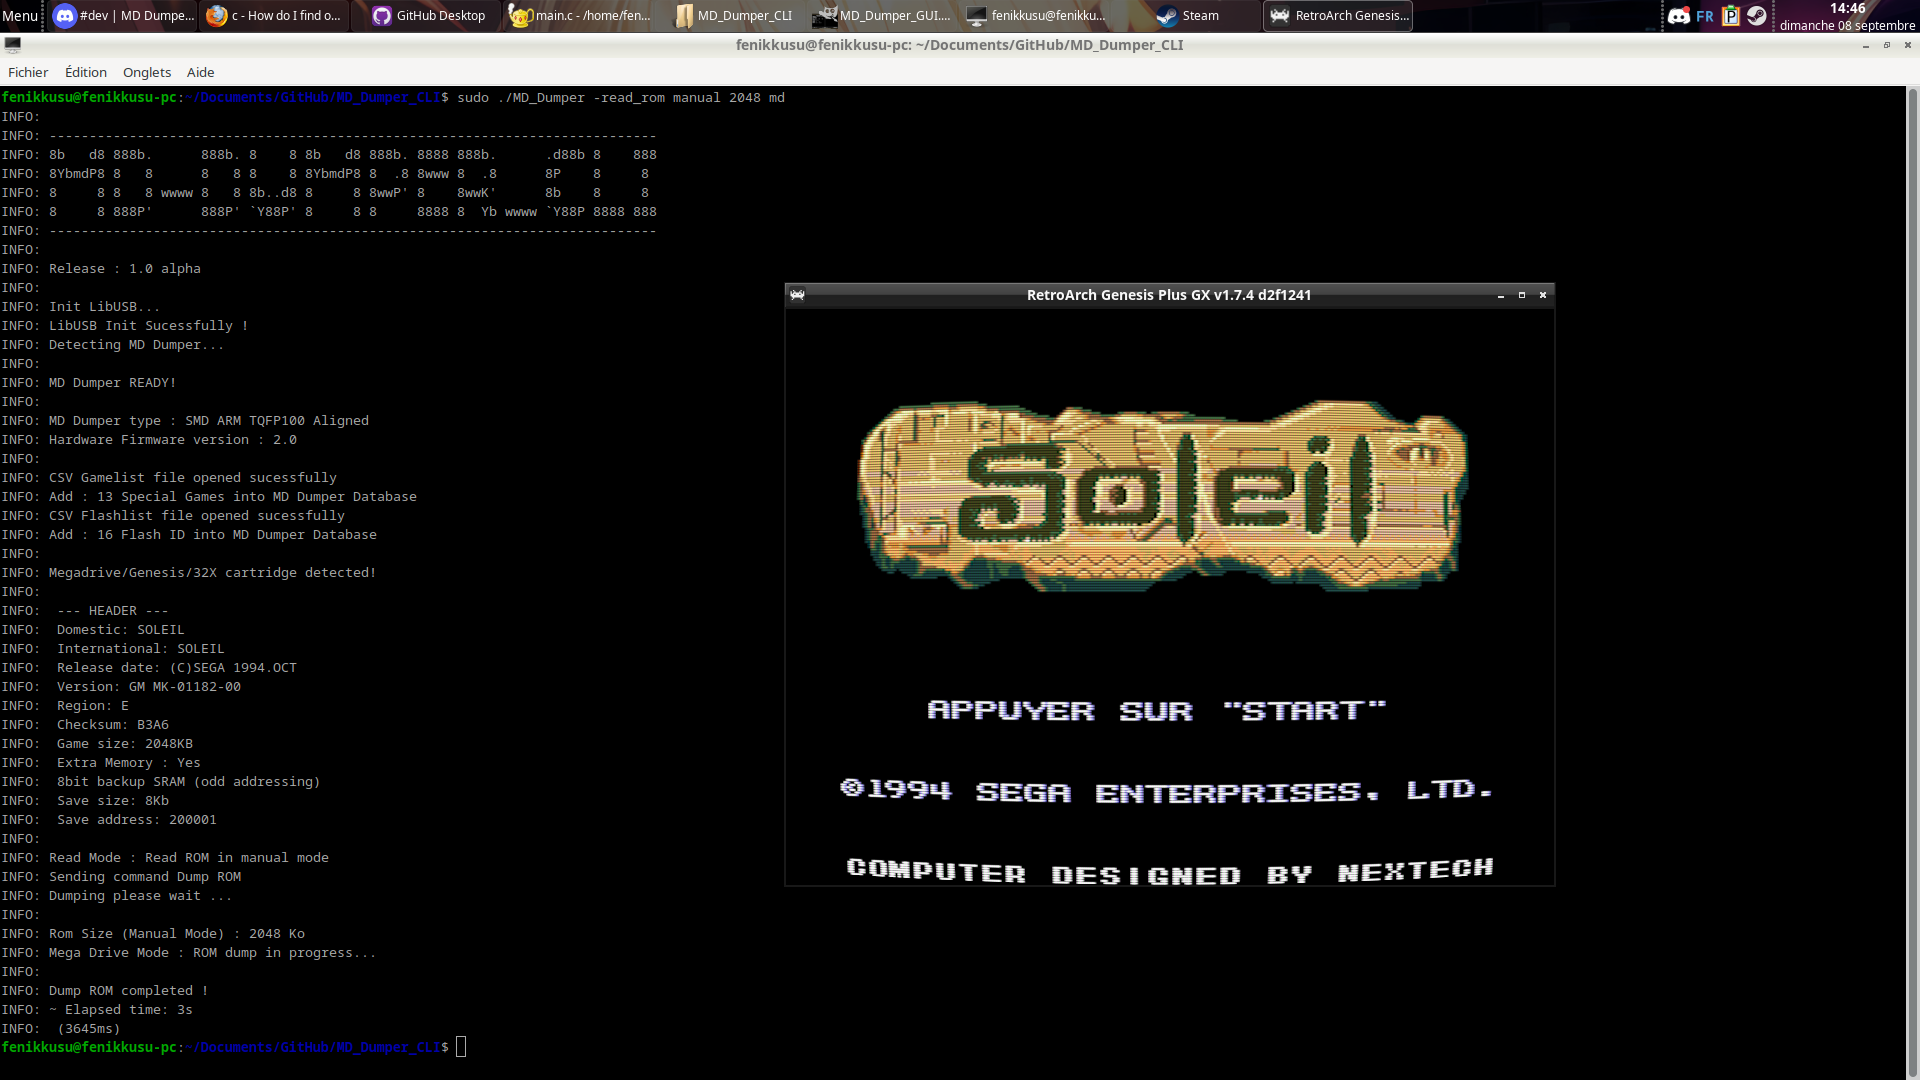 Menu #dev | MD Dumpe... c - How do I find o... GitHub Desktop main.c - /home/fen... MD_Dumper_CLI MD_Dumper_GUI.... fenikkusu@fenikku... Steam RetroArch Genesis... FR 14:46
dimanche 08 septembre
fenikkusu@fenikkusu-pc: ~/Documents/GitHub/MD_Dumper_CLI
Fichier Édition Onglets Aide
fenikkusu@fenikkusu-pc:~/Documents/GitHub/MD_Dumper_CLI$ sudo ./MD_Dumper -read_rom manual 2048 md
INFO:
INFO: ----------------------------------------------------------------------------
INFO: 8b   d8 888b.      888b. 8    8 8b   d8 888b. 8888 888b.      .d88b 8    888
INFO: 8YbmdP8 8   8      8   8 8    8 8YbmdP8 8  .8 8www 8  .8      8P    8     8
INFO: 8     8 8   8 wwww 8   8 8b..d8 8     8 8wwP' 8    8wwK'      8b    8     8
INFO: 8     8 888P'      888P' `Y88P' 8     8 8     8888 8  Yb wwww `Y88P 8888 888
INFO: ----------------------------------------------------------------------------
INFO:
INFO: Release : 1.0 alpha
INFO:
INFO: Init LibUSB...
INFO: LibUSB Init Sucessfully !
INFO: Detecting MD Dumper...
INFO:
INFO: MD Dumper READY!
INFO:
INFO: MD Dumper type : SMD ARM TQFP100 Aligned
INFO: Hardware Firmware version : 2.0
INFO:
INFO: CSV Gamelist file opened sucessfully
INFO: Add : 13 Special Games into MD Dumper Database
INFO: CSV Flashlist file opened sucessfully
INFO: Add : 16 Flash ID into MD Dumper Database
INFO:
INFO: Megadrive/Genesis/32X cartridge detected!
INFO:
INFO:  --- HEADER ---
INFO:  Domestic: SOLEIL
INFO:  International: SOLEIL
INFO:  Release date: (C)SEGA 1994.OCT
INFO:  Version: GM MK-01182-00
INFO:  Region: E
INFO:  Checksum: B3A6
INFO:  Game size: 2048KB
INFO:  Extra Memory : Yes
INFO:  8bit backup SRAM (odd addressing)
INFO:  Save size: 8Kb
INFO:  Save address: 200001
INFO:
INFO: Read Mode : Read ROM in manual mode
INFO: Sending command Dump ROM
INFO: Dumping please wait ...
INFO:
INFO: Rom Size (Manual Mode) : 2048 Ko
INFO: Mega Drive Mode : ROM dump in progress...
INFO:
INFO: Dump ROM completed !
INFO: ~ Elapsed time: 3s
INFO:  (3645ms)
fenikkusu@fenikkusu-pc:~/Documents/GitHub/MD_Dumper_CLI$
RetroArch Genesis Plus GX v1.7.4 d2f1241
Soleil
APPUYER SUR "START"
©1994 SEGA ENTERPRISES. LTD.
COMPUTER DESIGNED BY NEXTECH